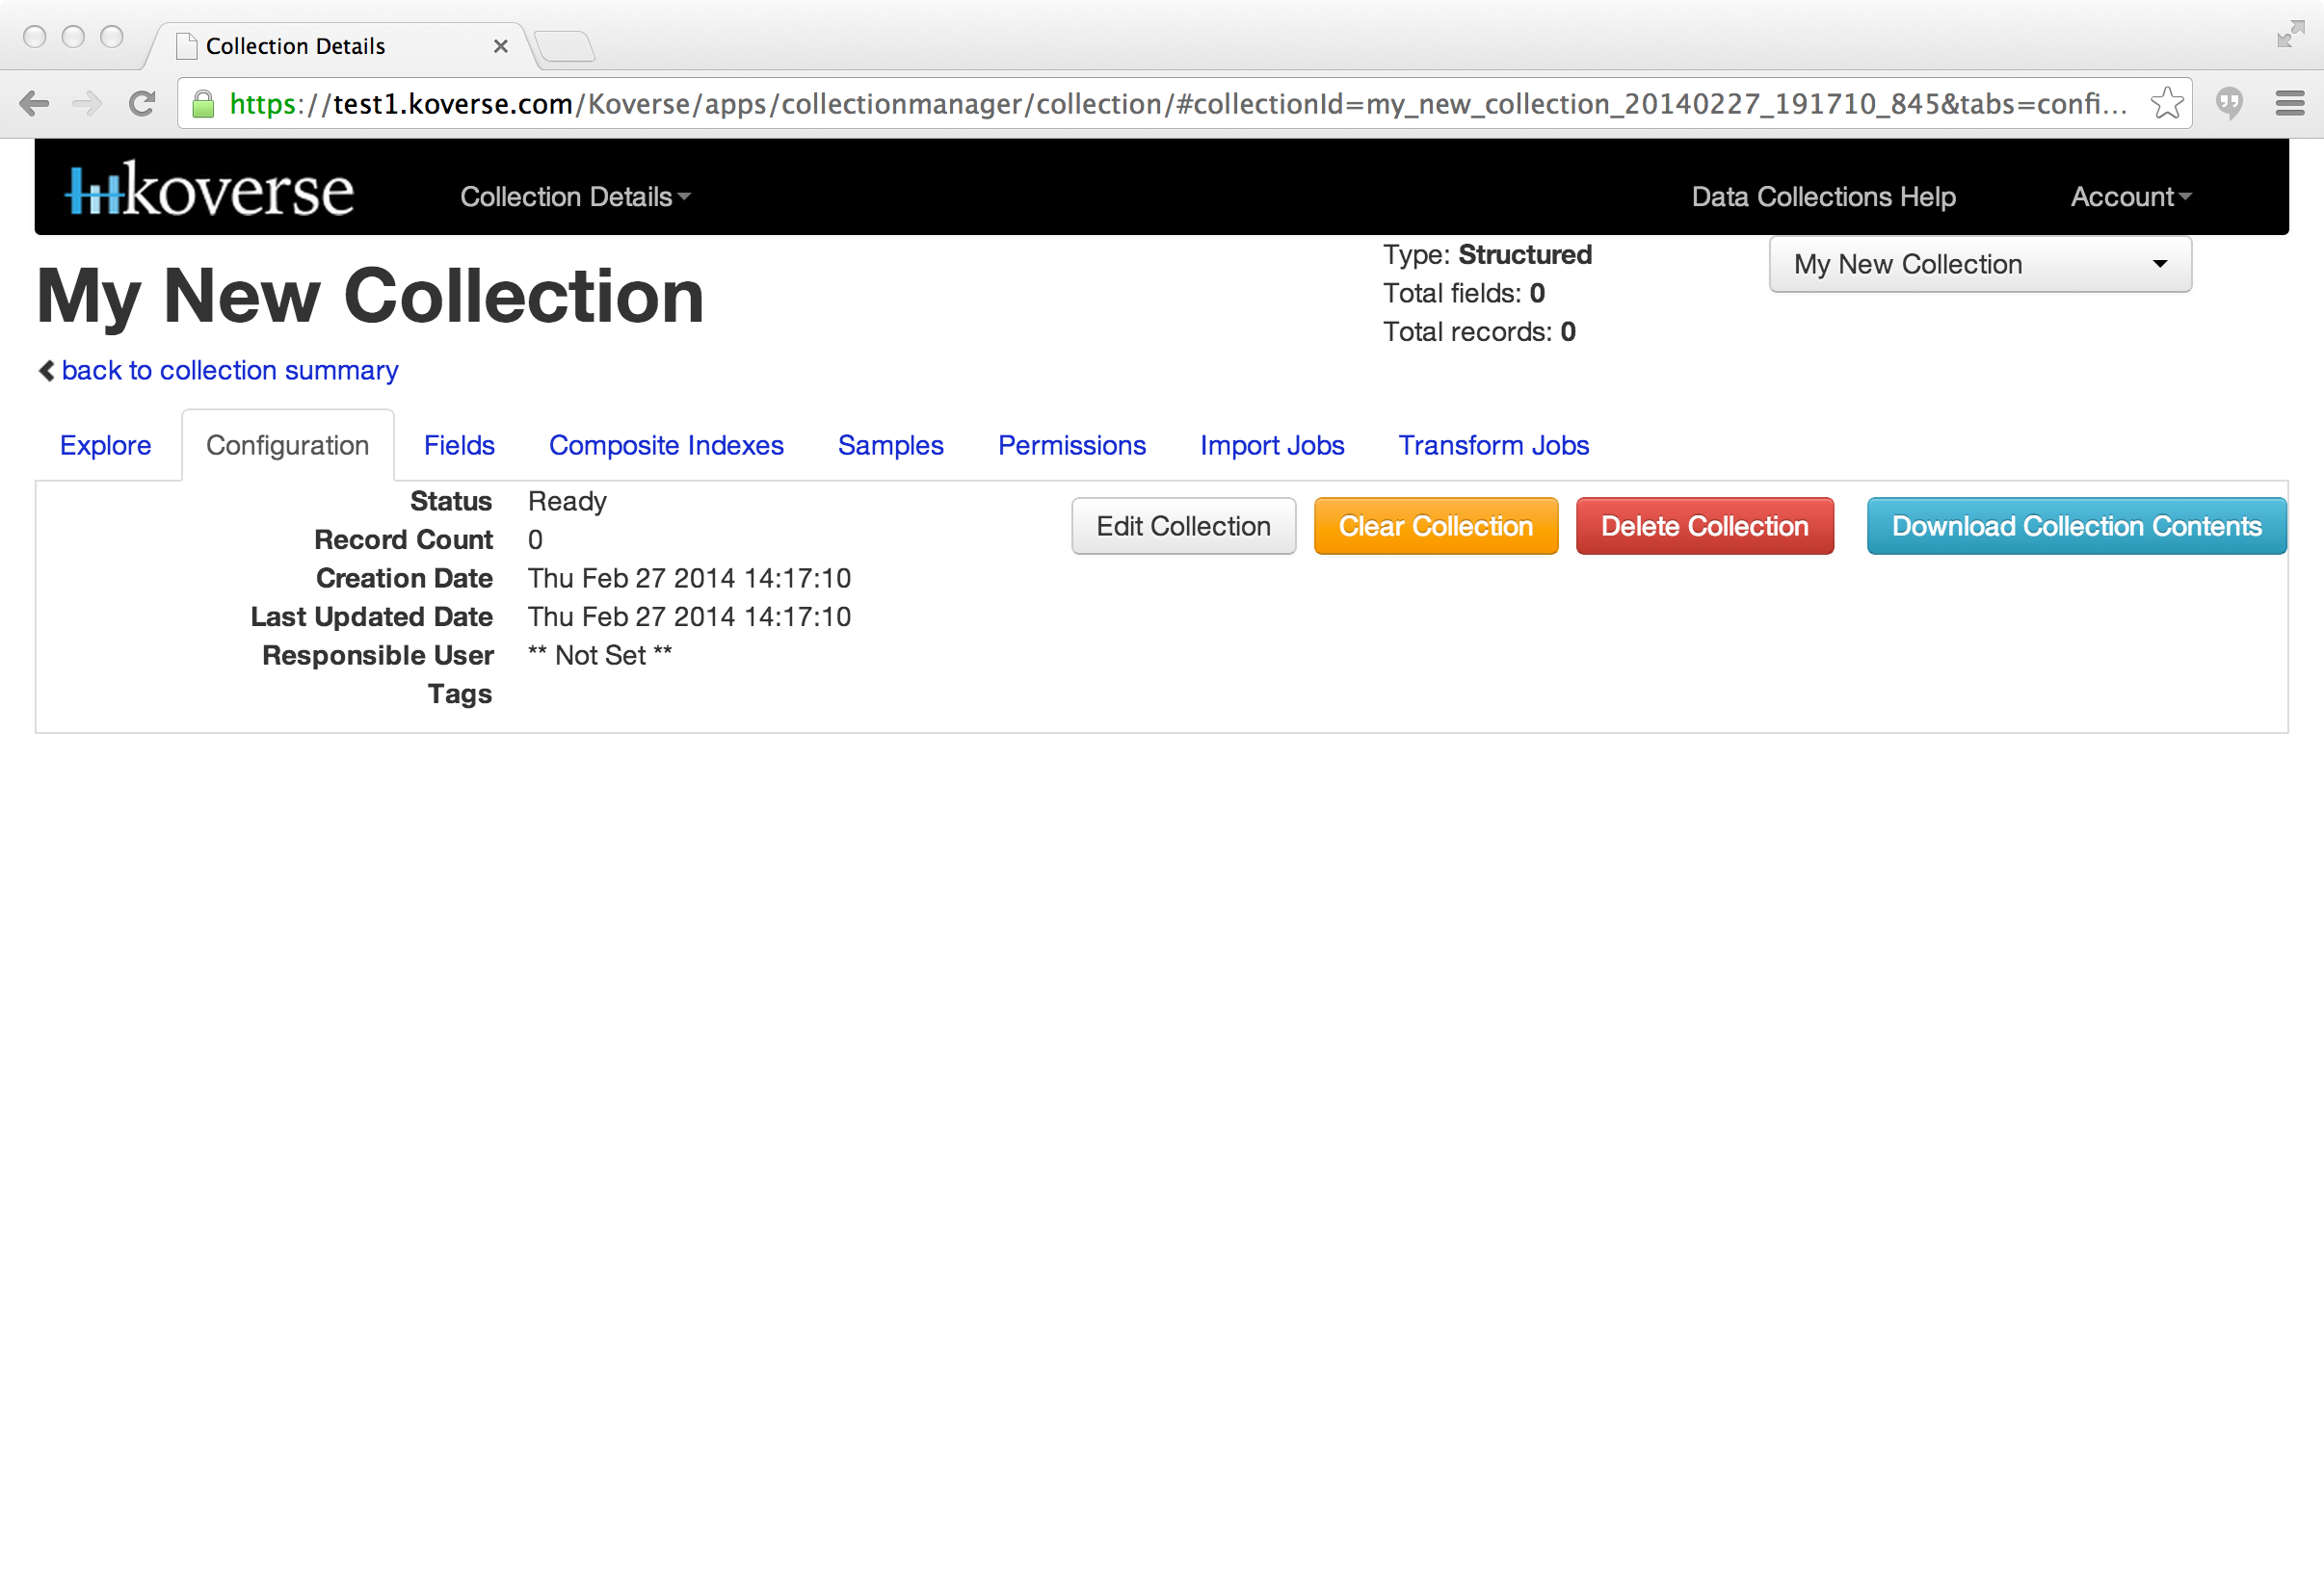 Collection Details
https://test1.koverse.com/Koverse/apps/collectionmanager/collection/#collectionId=my_new_collection_20140227_191710_845&tabs=confi...
koverse Collection Details Data Collections Help Account
My New Collection
Type: Structured
Total fields: 0
Total records: 0
My New Collection
back to collection summary
Explore Configuration Fields Composite Indexes Samples Permissions Import Jobs Transform Jobs
Status Ready
Record Count 0
Creation Date Thu Feb 27 2014 14:17:10
Last Updated Date Thu Feb 27 2014 14:17:10
Responsible User ** Not Set **
Tags
Edit Collection Clear Collection Delete Collection Download Collection Contents